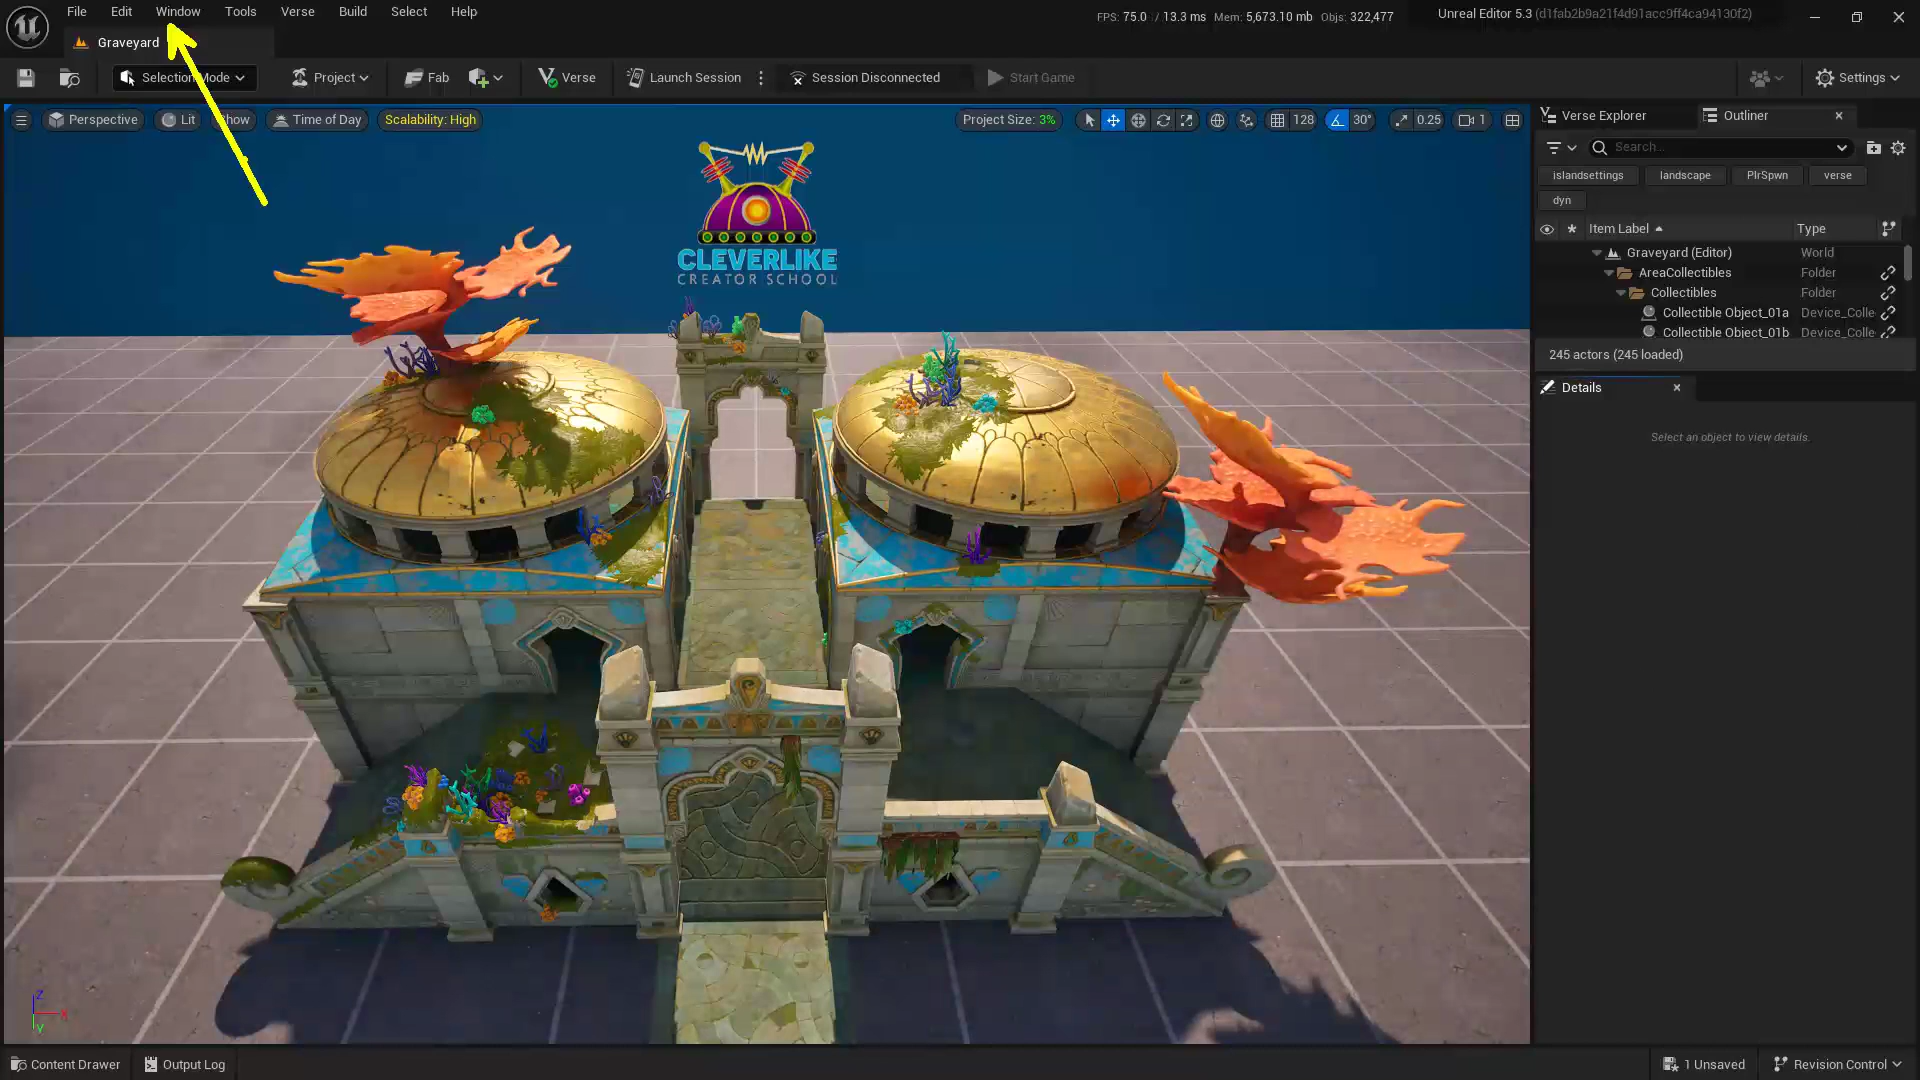 File Edit Window Tools Verse Build Select Help
FPS: 75.0 / 13.3 ms Mem: 5,673.10 mb Objs: 322,477
Unreal Editor 5.3 (d1fab2b9a21f4d91acc9ff4ca94130f2)
Graveyard
Selection Mode Project Fab Verse Launch Session Session Disconnected Start Game Settings
Perspective Lit Show Time of Day Scalability: High Project Size: 3% 128 30° 0.25 1
Verse Explorer Outliner
Search...
islandsettings landscape PlrSpwn verse
dyn
Item Label Type
Graveyard (Editor) World
AreaCollectibles Folder
Collectibles Folder
Collectible Object_01a Device_Colle
Collectible Object_01b Device_Colle
245 actors (245 loaded)
Details
Select an object to view details.
CLEVERLIKE
CREATOR SCHOOL
Z
X
Y
Content Drawer Output Log 1 Unsaved Revision Control